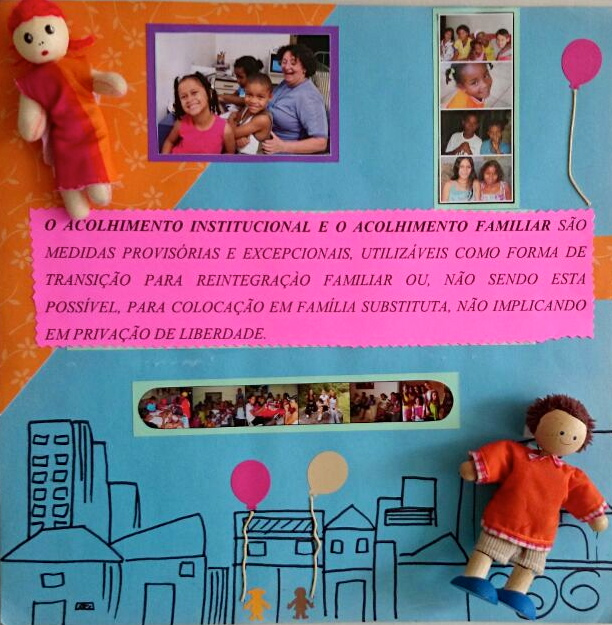 O ACOLHIMENTO INSTITUCIONAL E O ACOLHIMENTO FAMILIAR SÃO
MEDIDAS PROVISÓRIAS E EXCEPCIONAIS, UTILIZÁVEIS COMO FORMA DE
TRANSIÇÃO PARA REINTEGRAÇÀO FAMILIAR OU, NÃO SENDO ESTA
POSSÍVEL, PARA COLOCAÇÃO EM FAMÍLIA SUBSTITUTA, NÃO IMPLICANDO
EM PRIVAÇÃO DE LIBERDADE.